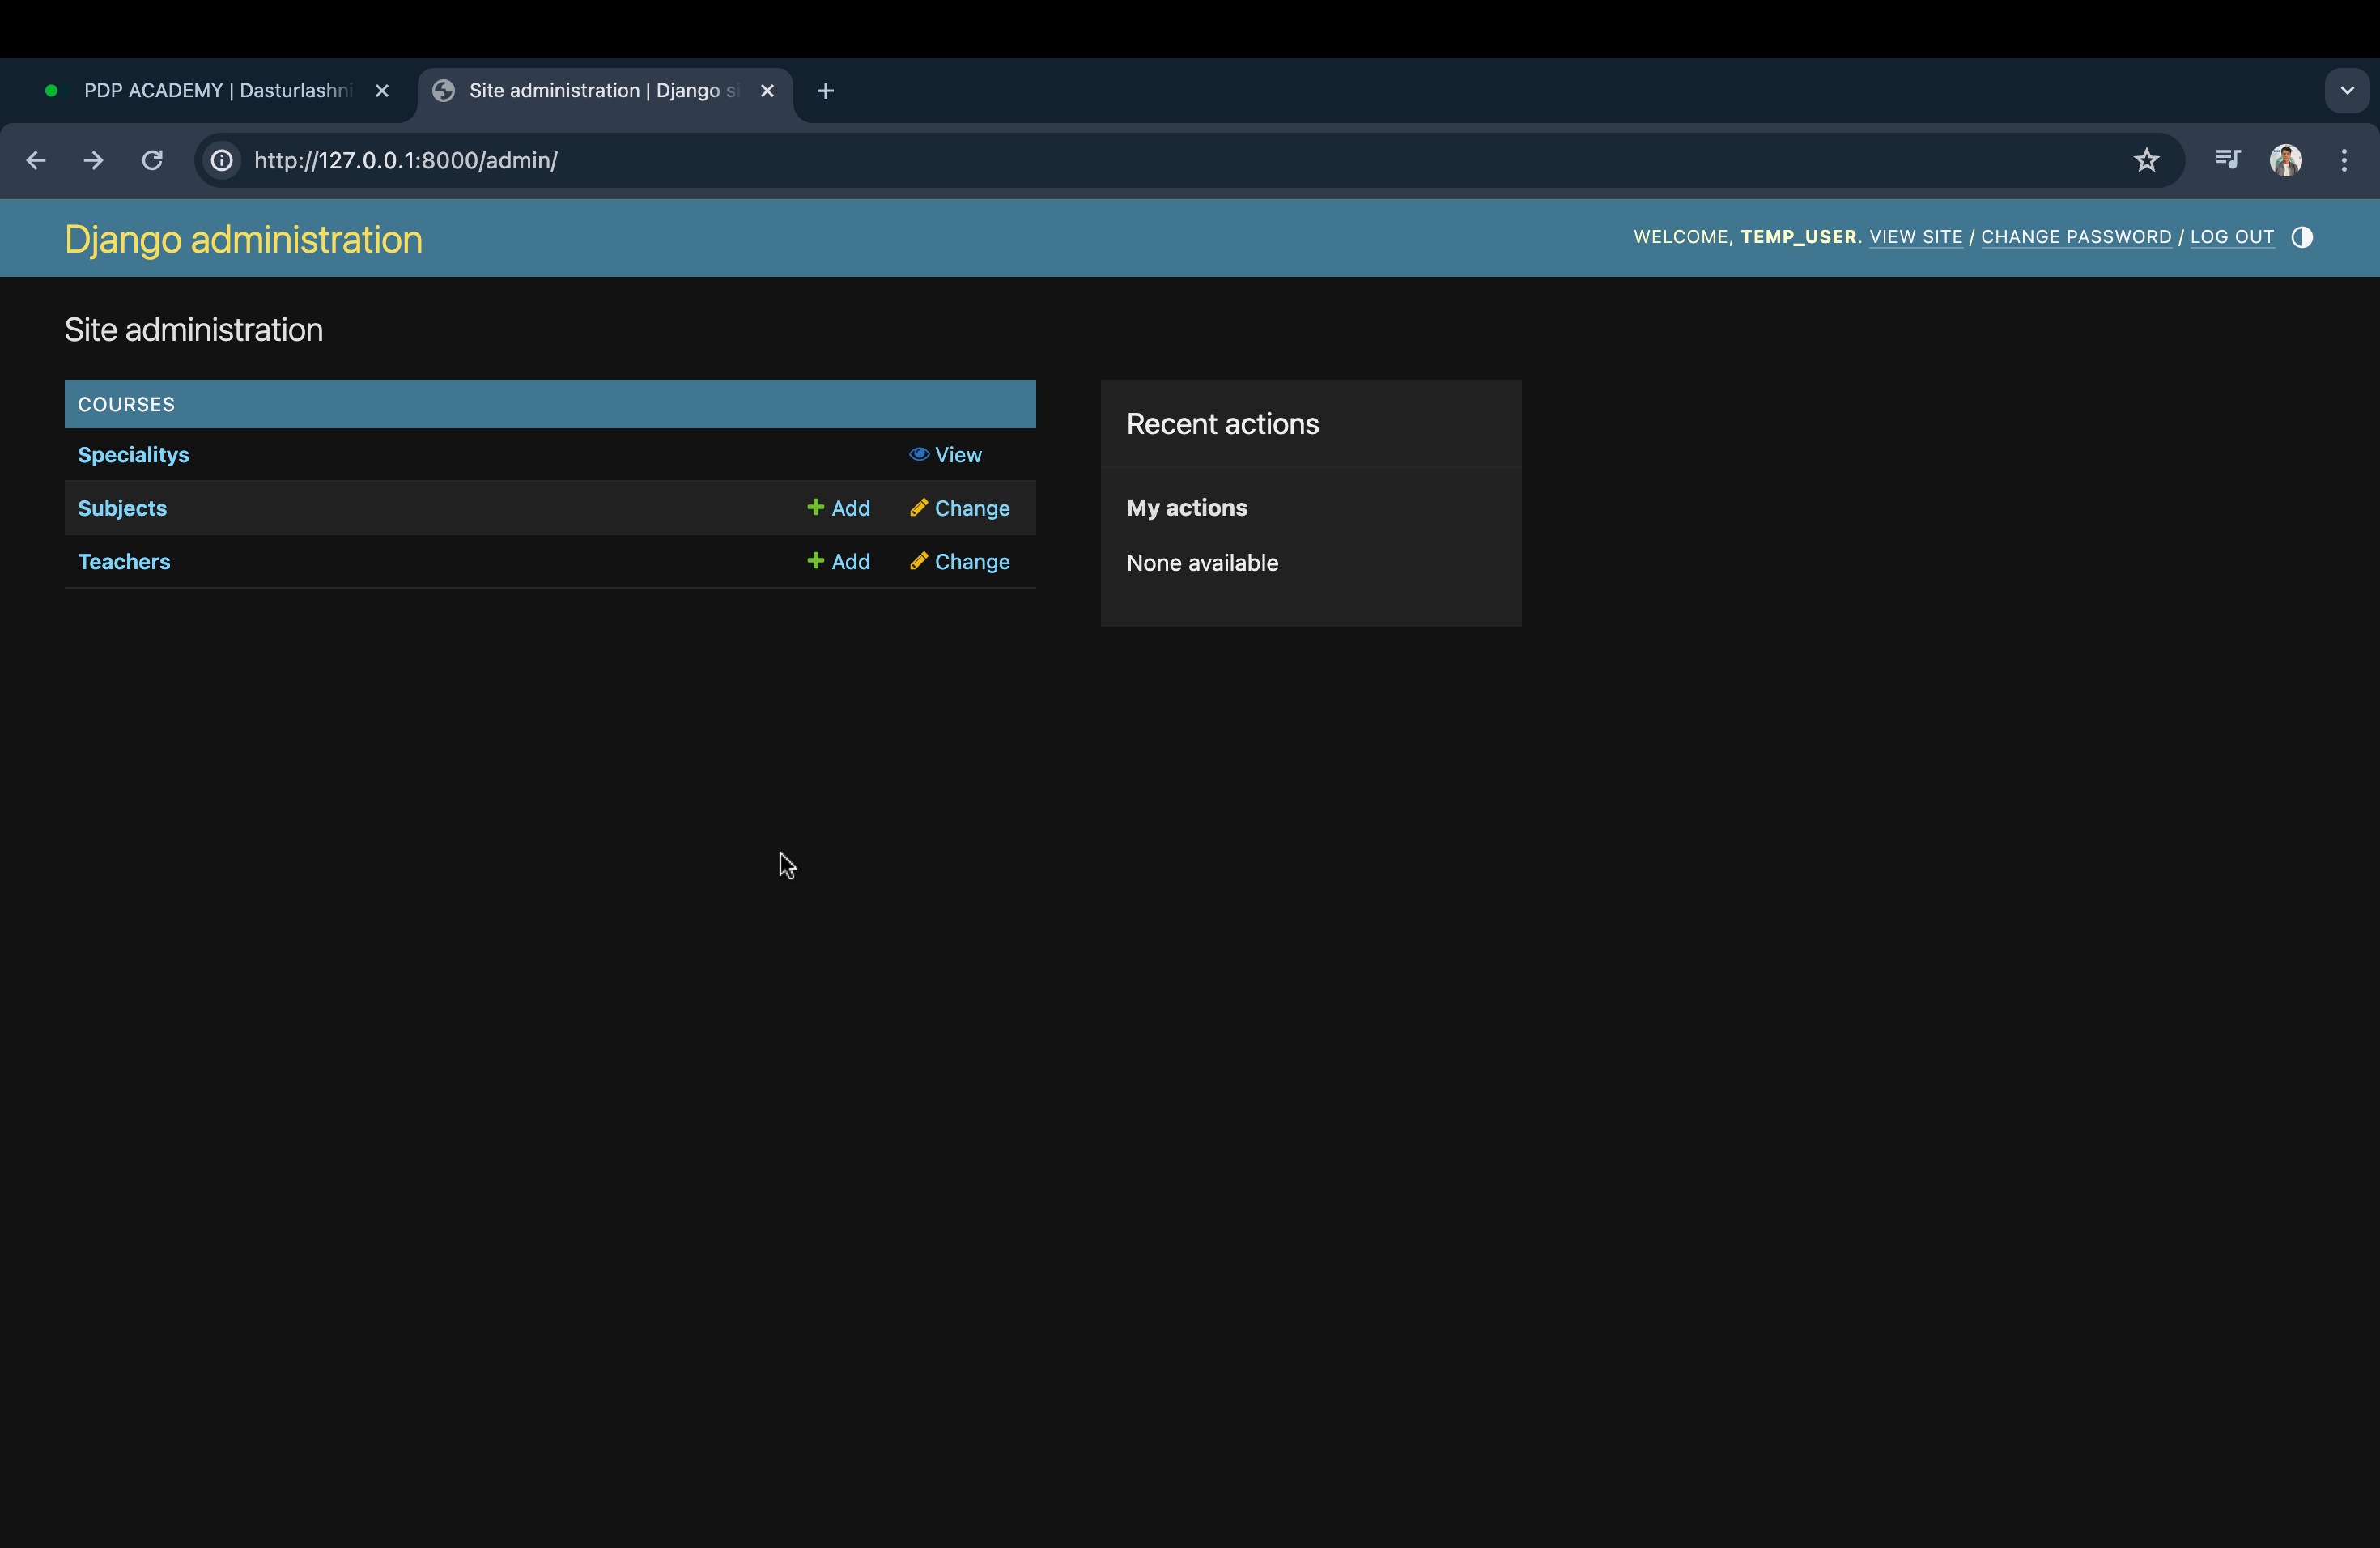 PDP ACADEMY | Dasturlashni
Site administration | Django si
http://127.0.0.1:8000/admin/
Django administration
WELCOME, TEMP_USER. VIEW SITE / CHANGE PASSWORD / LOG OUT
Site administration
COURSES
Specialitys View
Subjects Add Change
Teachers Add Change
Recent actions
My actions
None available